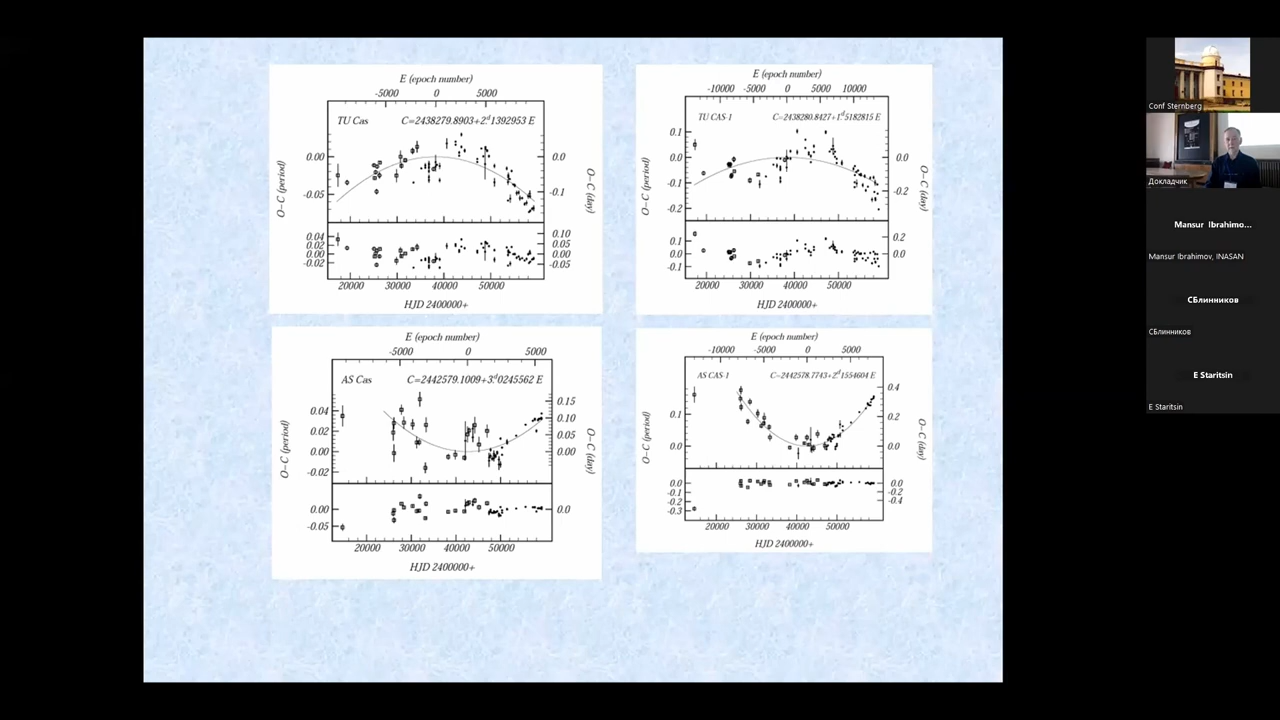 E (epoch number)
-5000 0 5000
TU Cas C=2438279.8903+2.d1392953 E
0.00
-0.05
0.0
-0.1
O–C (period)
O–C (day)
0.04
0.02
0.00
-0.02
0.10
0.05
0.00
-0.05
20000 30000 40000 50000
HJD 2400000+
E (epoch number)
-10000 -5000 0 5000 10000
TU CAS-1 C=2438280.8427+1.d5182815 E
0.1
0.0
-0.1
-0.2
0.0
-0.2
O–C (period)
O–C (day)
0.1
0.0
-0.1
0.2
0.0
20000 30000 40000 50000
HJD 2400000+
E (epoch number)
-5000 0 5000
AS Cas C=2442579.1009+3.d0245562 E
0.04
0.02
0.00
-0.02
0.15
0.10
0.05
0.00
O–C (period)
O–C (day)
0.00
-0.05
0.0
20000 30000 40000 50000
HJD 2400000+
E (epoch number)
-10000 -5000 0 5000
AS CAS-1 C=2442578.7743+2.d1554604 E
0.1
0.0
0.4
0.2
0.0
O–C (period)
O–C (day)
0.0
-0.1
-0.2
-0.3
0.0
-0.2
-0.4
20000 30000 40000 50000
HJD 2400000+
Conf Sternberg
Докладчик
Mansur Ibrahimo...
Mansur Ibrahimov, INASAN
СБлинников
СБлинников
E Staritsin
E Staritsin